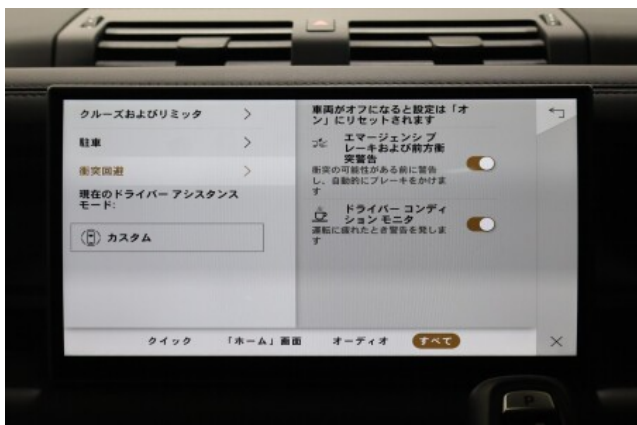 クルーズおよびリミッタ
駐車
衝突回避
現在のドライバー アシスタンス
モード:
カスタム
車両がオフになると設定は「オ
ン」にリセットされます
エマージェンシ ブ
レーキおよび前方衝
突警告
衝突の可能性がある前に警告
し、自動的にブレーキをかけま
す
ドライバー コンディ
ション モニタ
運転に疲れたとき警告を発しま
す
クイック 「ホーム」画面 オーディオ すべて
P